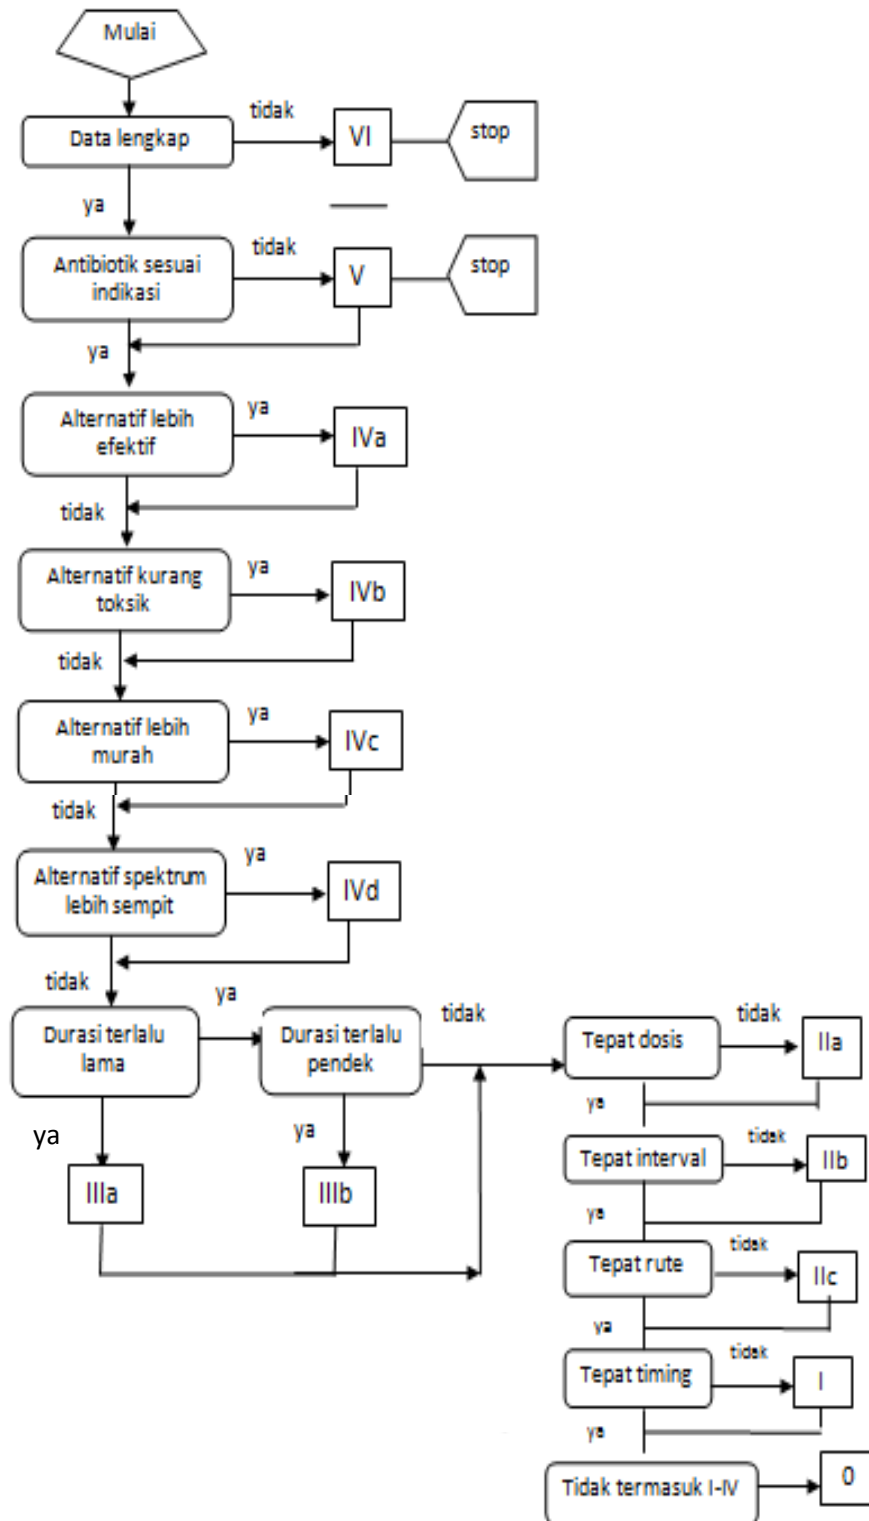 Mulai
tidak
Data lengkap
VI
stop
ya
tidak
Antibiotik sesuai
indikasi
V
stop
ya
Alternatif lebih
efektif
ya
IVa
tidak
Alternatif kurang
toksik
ya
IVb
tidak
Alternatif lebih
murah
ya
IVc
tidak
Alternatif spektrum
lebih sempit
ya
IVd
tidak
Durasi terlalu
lama
ya
Durasi terlalu
pendek
tidak
Tepat dosis
tidak
IIa
ya
IIIa
ya
IIIb
ya
Tepat interval
tidak
IIb
ya
Tepat rute
tidak
IIc
ya
Tepat timing
tidak
I
ya
Tidak termasuk I-IV
0